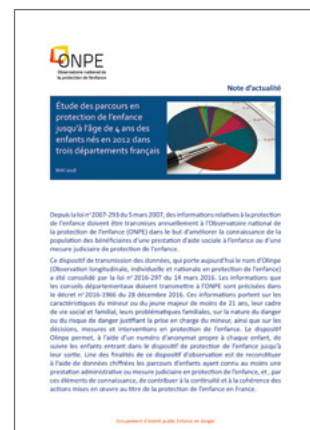 ONPE
Observatoire national de
la protection de l'enfance
Note d'actualité
Étude des parcours en
protection de l'enfance
jusqu'à l'âge de 4 ans des
enfants nés en 2012 dans
trois départements français
MAI 2018
Depuis la loi n° 2007-293 du 5 mars 2007, des informations relatives à la protection
de l'enfance doivent être transmises annuellement à l'Observatoire national de
la protection de l'enfance (ONPE) dans le but d'améliorer la connaissance de la
population des bénéficiaires d'une prestation d'aide sociale à l'enfance ou d'une
mesure judiciaire de protection de l'enfance.
Ce dispositif de transmission des données, qui porte aujourd'hui le nom d'Olinpe
(Observation longitudinale, individuelle et nationale en protection de l'enfance)
a été consolidé par la loi n° 2016-297 du 14 mars 2016. Les informations que
les conseils départementaux doivent transmettre à l'ONPE sont précisées dans
le décret n° 2016-1966 du 28 décembre 2016. Ces informations portent sur les
caractéristiques du mineur ou du jeune majeur de moins de 21 ans, leur cadre
de vie social et familial, leurs problématiques familiales, sur la nature du danger
ou du risque de danger justifiant la prise en charge du mineur, ainsi que sur les
décisions, mesures et interventions en protection de l'enfance. Le dispositif
Olinpe permet, à l'aide d'un numéro d'anonymat propre à chaque enfant, de
suivre les enfants entrant dans le dispositif de protection de l'enfance jusqu'à
leur sortie. Une des finalités de ce dispositif d'observation est de reconstituer
à l'aide de données chiffrées les parcours d'enfants ayant connu au moins une
prestation administrative ou mesure judiciaire en protection de l'enfance, et, par
ces éléments de connaissance, de contribuer à la continuité et à la cohérence des
actions mises en œuvre au titre de la protection de l'enfance en France.
Groupement d'intérêt public Enfance en danger